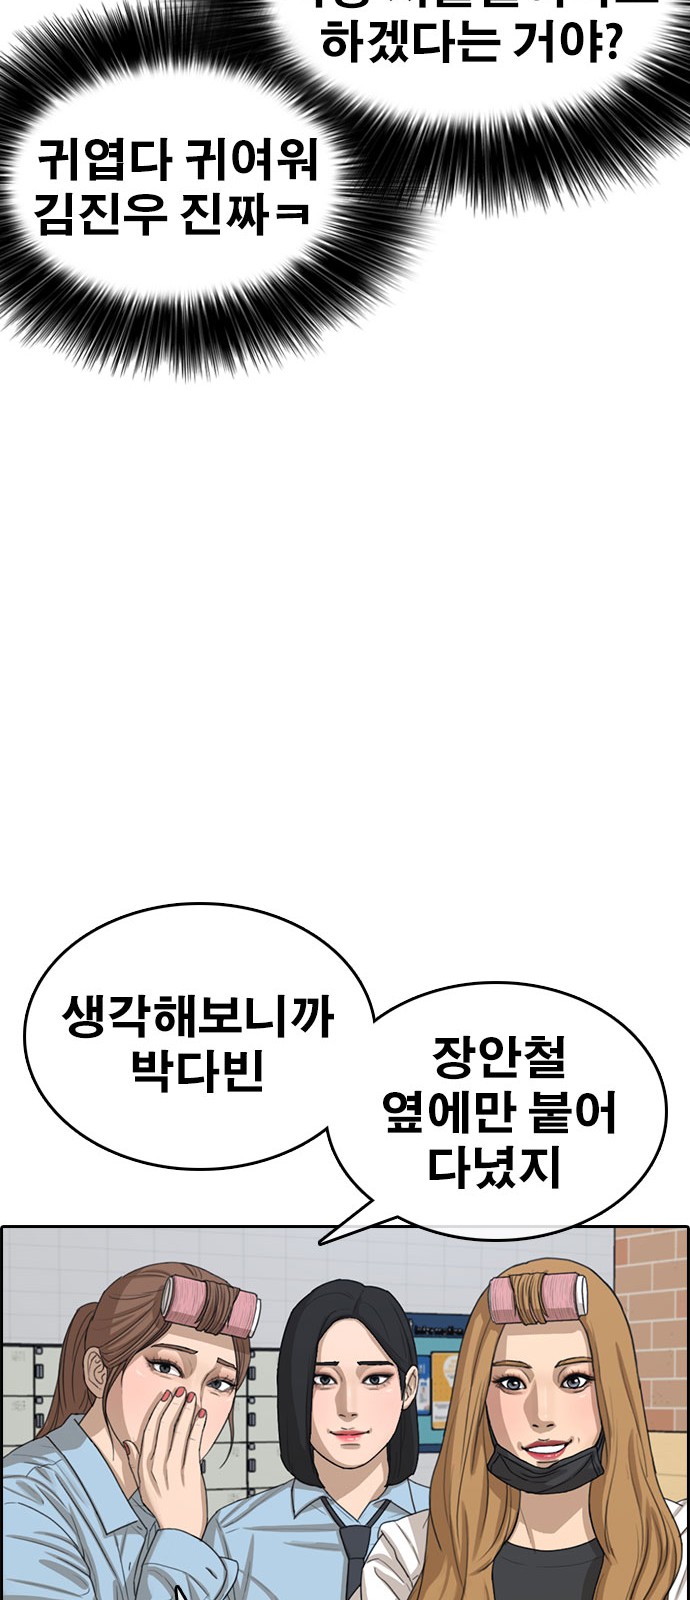 하겠다는 거야?
귀엽다 귀여워
김진우 진짜ㅋ
생각해보니까
박다빈
장안철
옆에만 붙어
다녔지